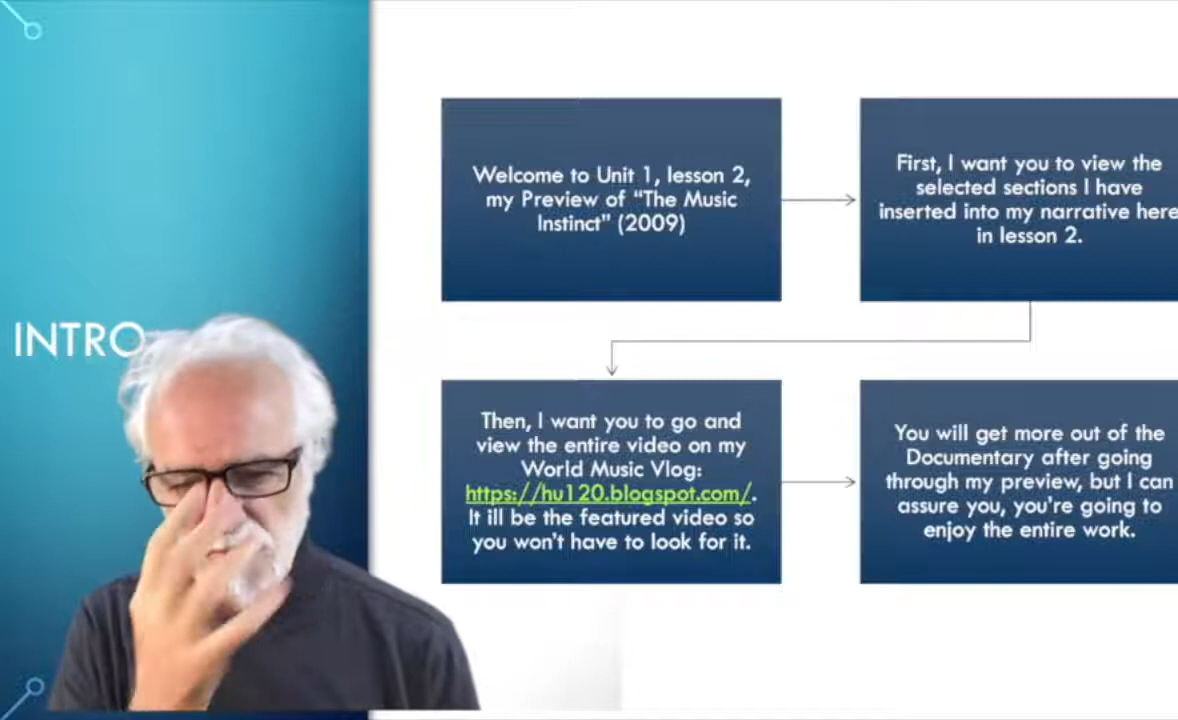 INTRO
Welcome to Unit 1, lesson 2,
my Preview of "The Music
Instinct" (2009)
First, I want you to view the
selected sections I have
inserted into my narrative here
in lesson 2.
Then, I want you to go and
view the entire video on my
World Music Vlog:
https://hu120.blogspot.com/.
It ill be the featured video so
you won't have to look for it.
You will get more out of the
Documentary after going
through my preview, but I can
assure you, you're going to
enjoy the entire work.